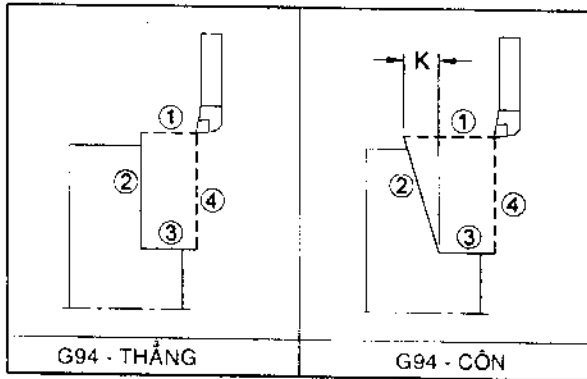 K
① ①
② ④ ② ④
③ ③
G94 - THẲNG G94 - CÔN